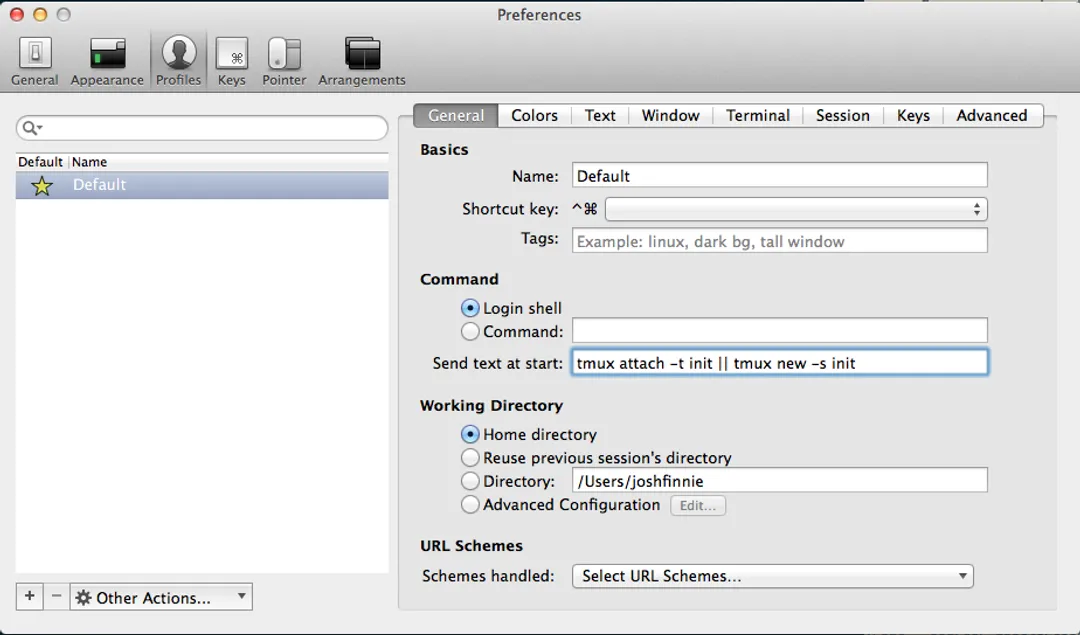 Preferences
General Appearance Profiles Keys Pointer Arrangements
General Colors Text Window Terminal Session Keys Advanced
Default Name
Default
Basics
Name: Default
Shortcut key: ^⌘
Tags: Example: linux, dark bg, tall window
Command
Login shell
Command:
Send text at start: tmux attach -t init || tmux new -s init
Working Directory
Home directory
Reuse previous session's directory
Directory: /Users/joshfinnie
Advanced Configuration Edit...
URL Schemes
Schemes handled: Select URL Schemes...
+ − Other Actions...